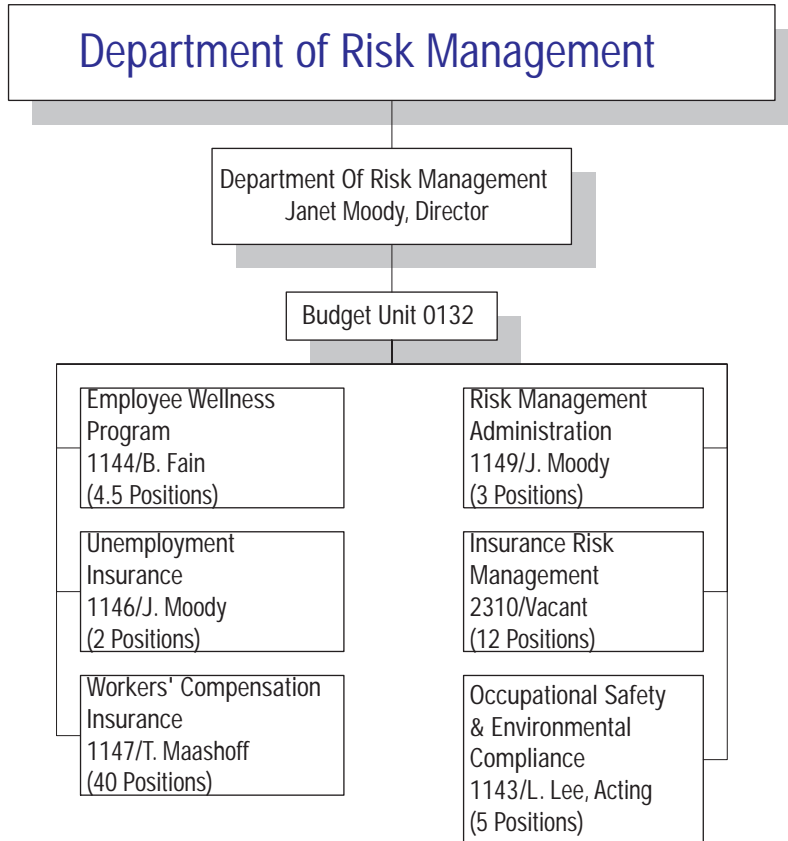 Department of Risk Management
Department Of Risk Management
Janet Moody, Director
Budget Unit 0132
Employee Wellness
Program
1144/B. Fain
(4.5 Positions)
Unemployment
Insurance
1146/J. Moody
(2 Positions)
Workers' Compensation
Insurance
1147/T. Maashoff
(40 Positions)
Risk Management
Administration
1149/J. Moody
(3 Positions)
Insurance Risk
Management
2310/Vacant
(12 Positions)
Occupational Safety
& Environmental
Compliance
1143/L. Lee, Acting
(5 Positions)